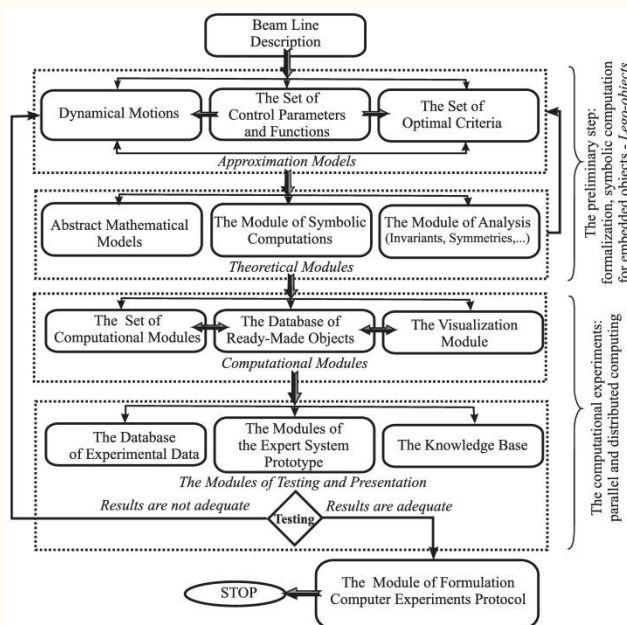 Beam Line
Description
Dynamical Motions
The Set of
Control Parameters
and Functions
The Set of
Optimal Criteria
Approximation Models
Abstract Mathematical
Models
The Module of Symbolic
Computations
The Module of Analysis
(Invariants, Symmetries,...)
Theoretical Modules
The Set of
Computational Modules
The Database of
Ready-Made Objects
The Visualization
Module
Computational Modules
The Database
of Experimental Data
The Modules of
the Expert System
Prototype
The Knowledge Base
The Modules of Testing and Presentation
Results are not adequate
Testing
Results are adequate
STOP
The Module of Formulation
Computer Experiments Protocol
The preliminary step:
formalization, symbolic computation
for embedded objects - Lego-objects
The computational experiments:
parallel and distributed computing